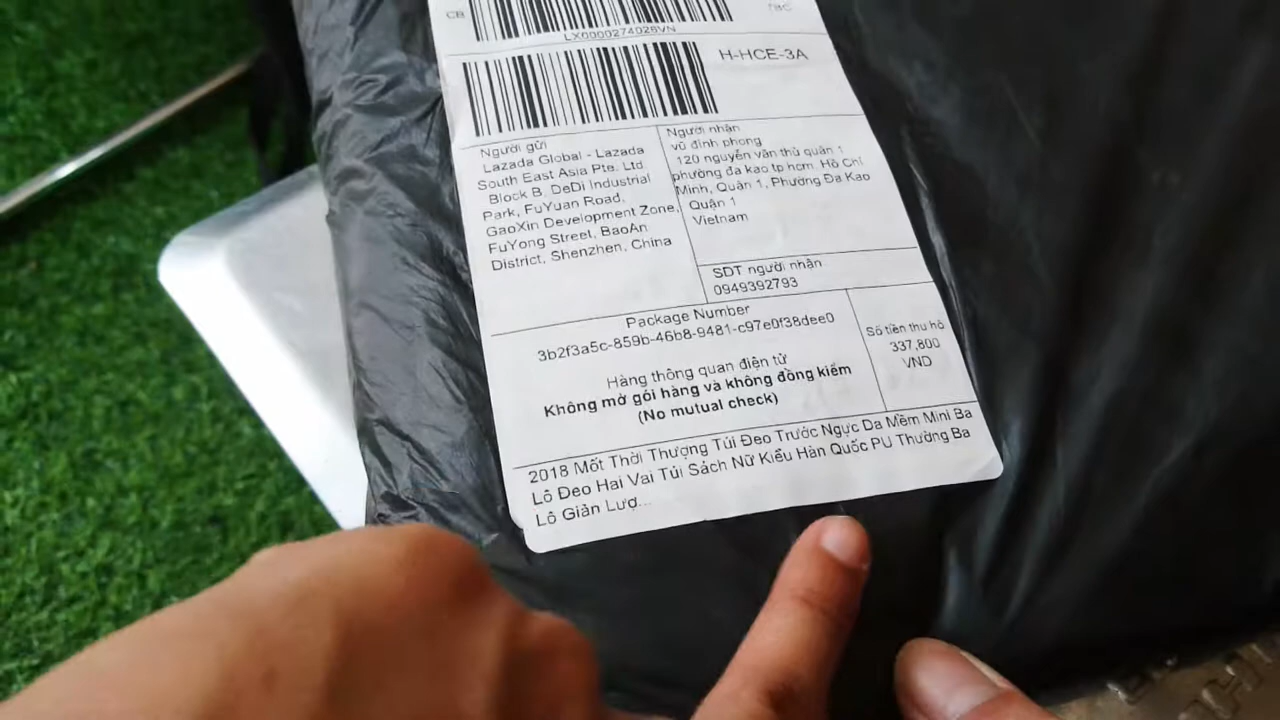 CB
LX0000274026VN
H-HCE-3A
Người gửi
Lazada Global - Lazada
South East Asia Pte. Ltd
Block B, DeDi Industrial
Park, FuYuan Road,
GaoXin Development Zone,
FuYong Street, BaoAn
District, Shenzhen, China
Người nhận
vũ đình phong
120 nguyễn văn thủ quận 1
phường đa kao tp hcm, Hồ Chí
Minh, Quận 1, Phường Đa Kao
Quận 1
Vietnam
SDT người nhận
0949392793
Package Number
3b2f3a5c-859b-46b8-9481-c97e0f38dee0
Hàng thông quan điện tử
Không mở gói hàng và không đồng kiểm
(No mutual check)
Số tiền thu hộ
337,800
VND
2018 Mốt Thời Thượng Túi Đeo Trước Ngực Da Mềm Mini Ba
Lô Đeo Hai Vai Túi Sách Nữ Kiểu Hàn Quốc PU Thường Ba
Lô Giản Lượ...